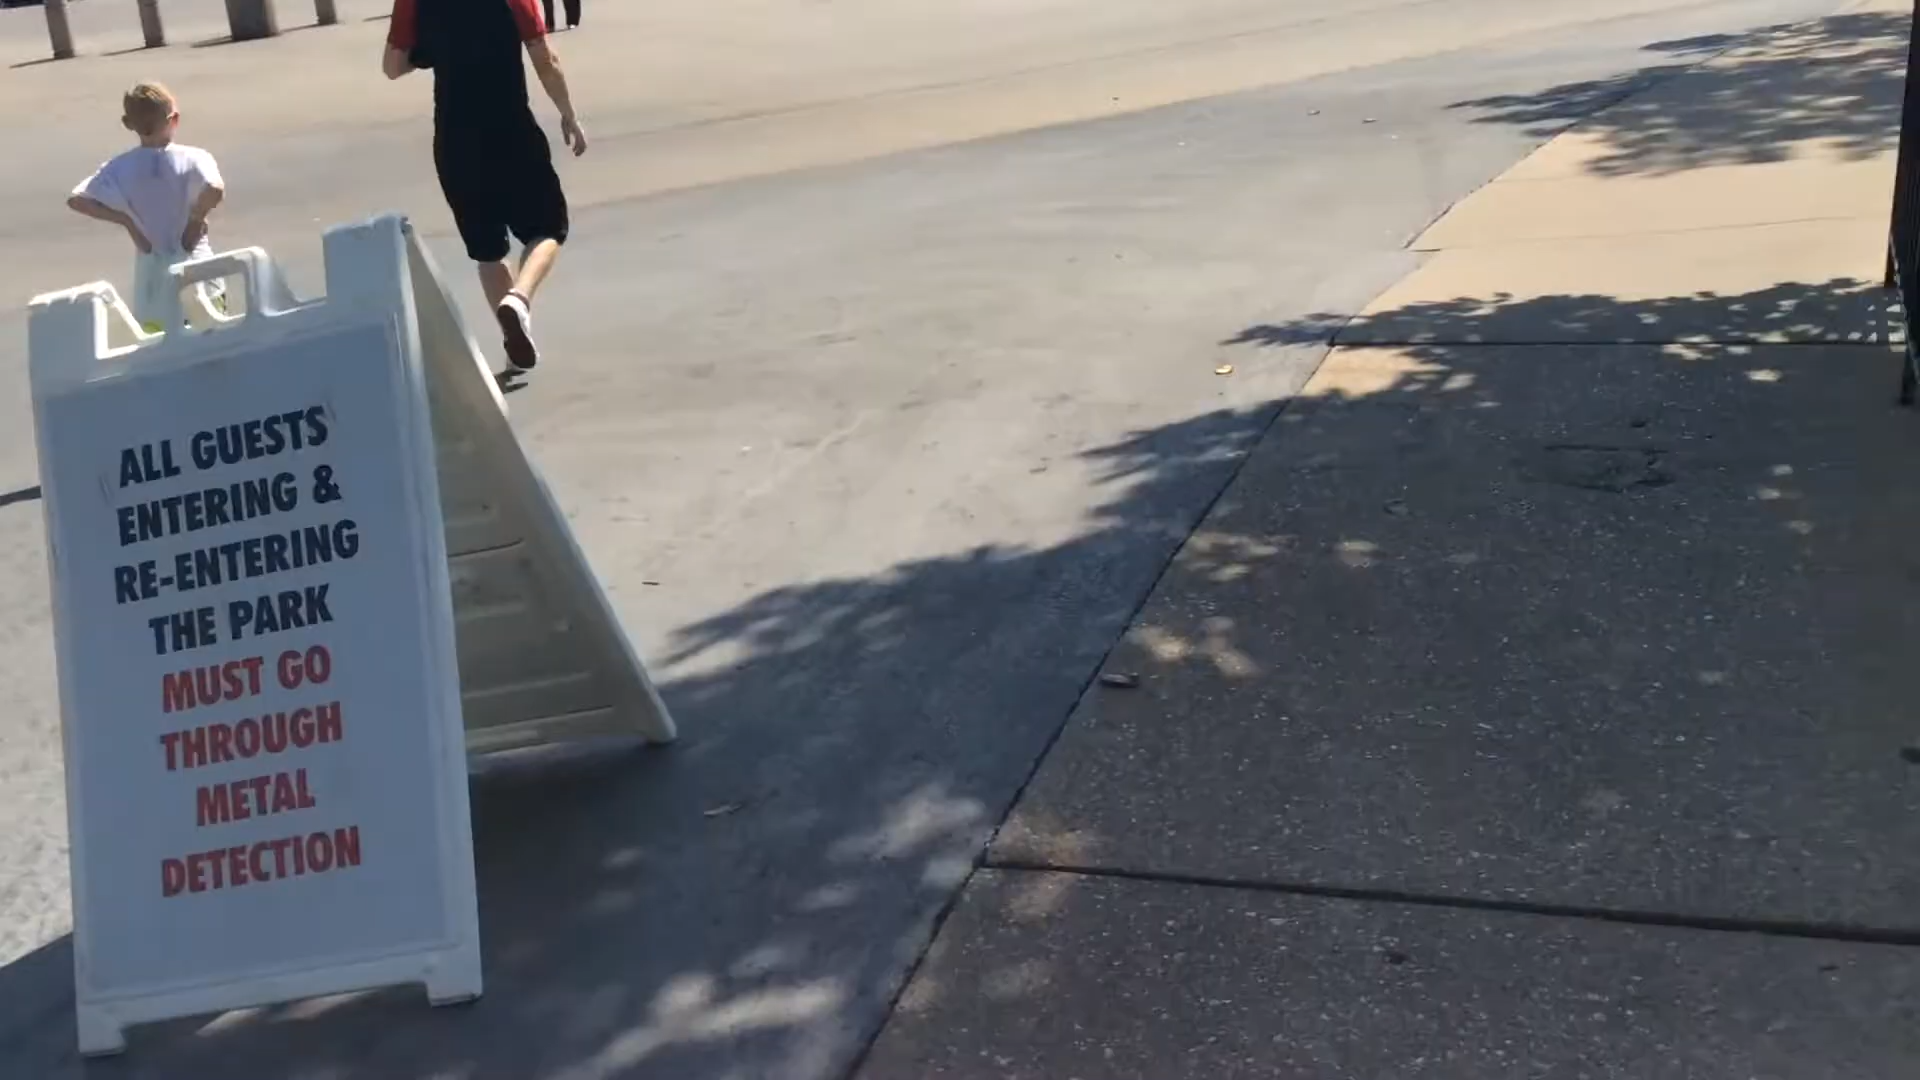 ALL GUESTS
ENTERING &
RE-ENTERING
THE PARK
MUST GO
THROUGH
METAL
DETECTION